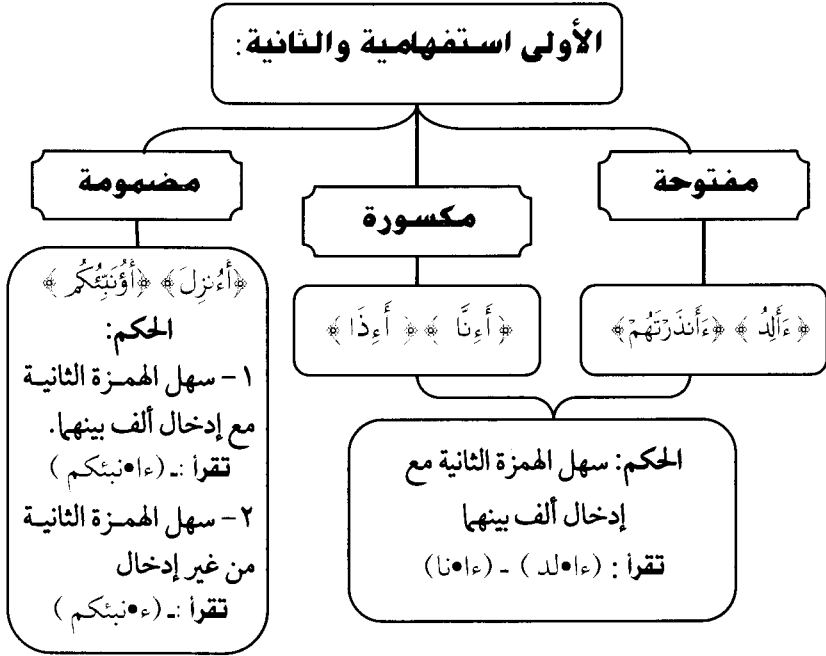 الأولى استفهامية والثانية:
مفتوحة
﴿ءَأَلِدُ﴾ ﴿ءَأَنذَرْتَهُمْ﴾
مكسورة
﴿أَءِنَّا﴾ ﴿أَءِذَا﴾
الحكم: سهل الهمزة الثانية مع
إدخال ألف بينهما
تقرأ : (ءا•لد ) - (ءا•نا)
مضمومة
﴿أَءُنزِلَ﴾ ﴿أَؤُنَبِّئُكُمْ﴾
الحكم:
١- سهل الهمزة الثانية
مع إدخال ألف بينهما.
تقرأ :ـ (ءا•نبئكم )
٢- سهل الهمزة الثانية
من غير إدخال
تقرأ :ـ (ء•نبئكم )